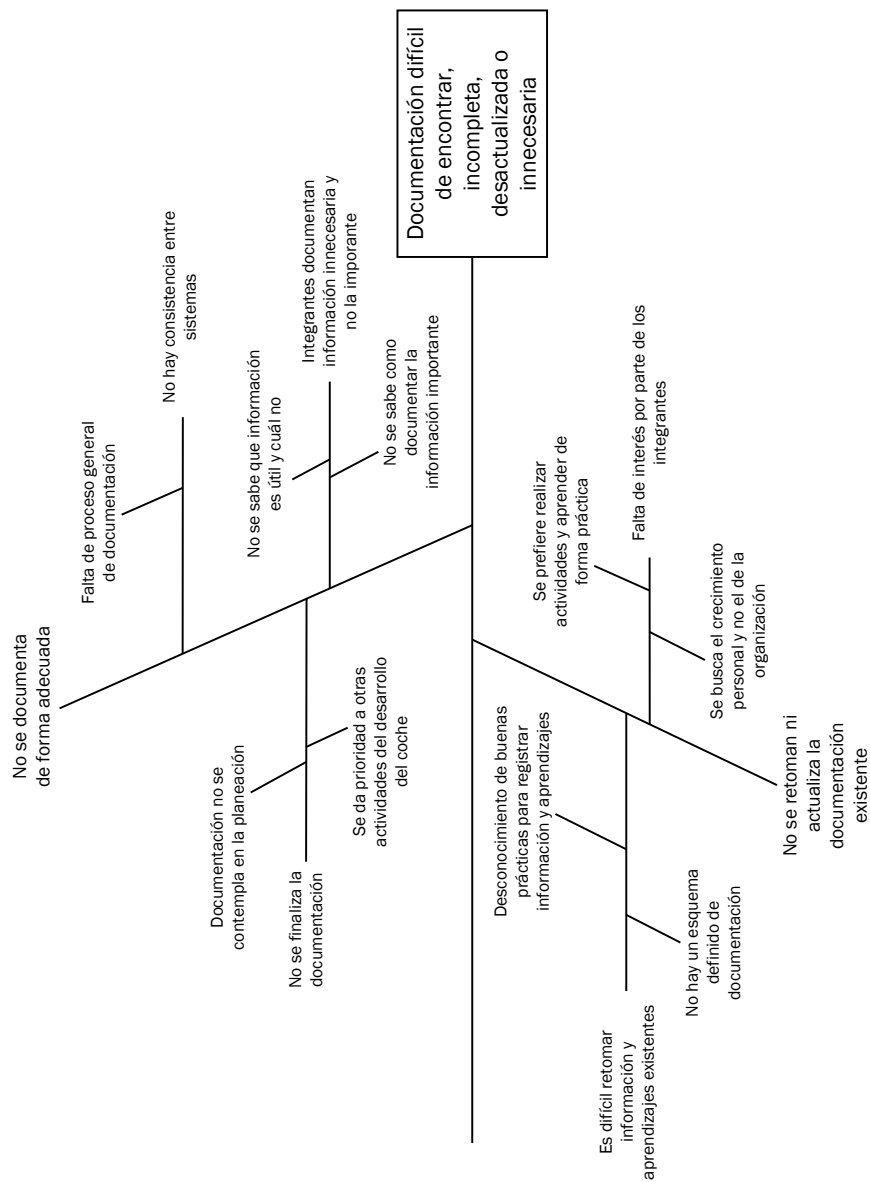 No se documenta
de forma adecuada
Falta de proceso general
de documentación
No hay consistencia entre
sistemas
No se sabe que información
es útil y cuál no
Integrantes documentan
información innecesaria y
no la imporante
No se sabe como
documentar la
información importante
Documentación no se
contempla en la planeación
No se finaliza la
documentación
Se da prioridad a otras
actividades del desarrollo
del coche
Documentación difícil
de encontrar,
incompleta,
desactualizada o
innecesaria
Desconocimiento de buenas
prácticas para registrar
información y aprendizajes
Es difícil retomar
información y
aprendizajes existentes
No hay un esquema
definido de
documentación
Se prefiere realizar
actividades y aprender de
forma práctica
Falta de interés por parte de los
integrantes
Se busca el crecimiento
personal y no el de la
organización
No se retoman ni
actualiza la
documentación
existente